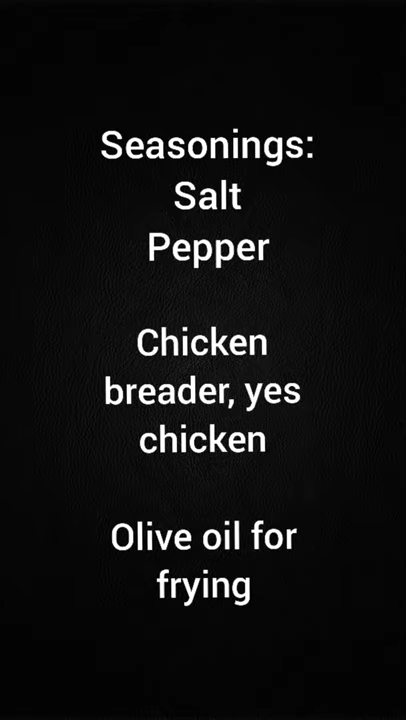 Seasonings:
Salt
Pepper
Chicken
breader, yes
chicken
Olive oil for
frying